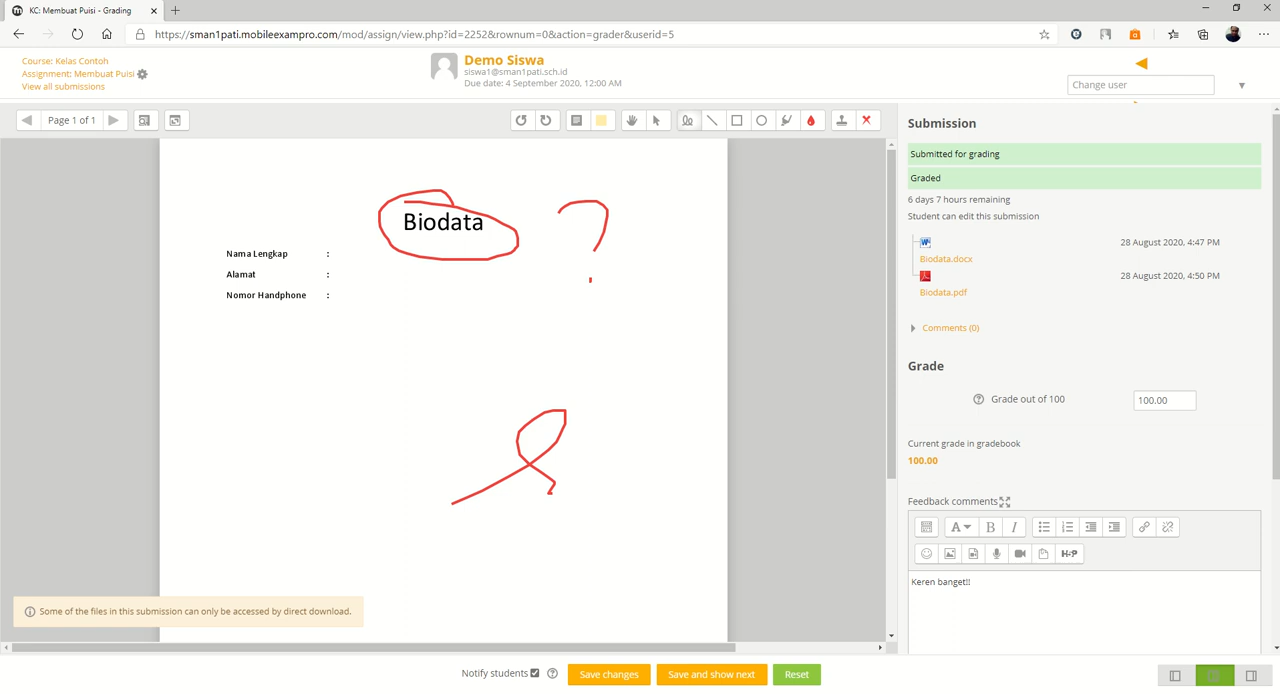 KC: Membuat Puisi - Grading
https://sman1pati.mobileexampro.com/mod/assign/view.php?id=2252&rownum=0&action=grader&userid=5
Course: Kelas Contoh
Assignment: Membuat Puisi
View all submissions
Demo Siswa
siswa1@sman1pati.sch.id
Due date: 4 September 2020, 12:00 AM
Change user
Page 1 of 1
Biodata
?
Nama Lengkap :
Alamat :
Nomor Handphone :
Some of the files in this submission can only be accessed by direct download.
Submission
Submitted for grading
Graded
6 days 7 hours remaining
Student can edit this submission
28 August 2020, 4:47 PM
Biodata.docx
28 August 2020, 4:50 PM
Biodata.pdf
Comments (0)
Grade
Grade out of 100 100.00
Current grade in gradebook
100.00
Feedback comments
A B I
H-P
Keren banget!!
Notify students Save changes Save and show next Reset